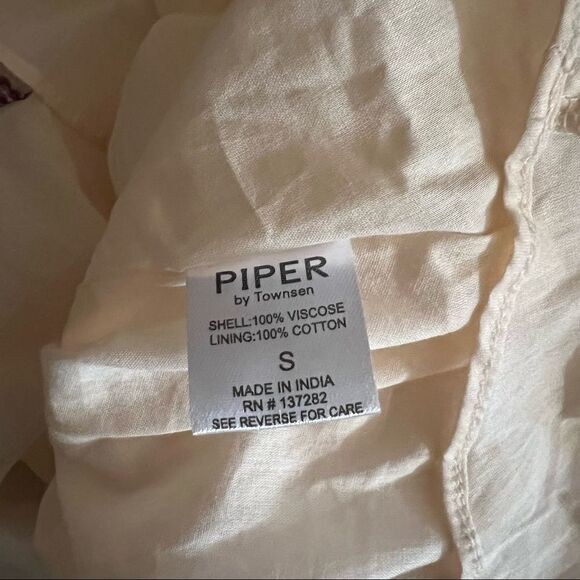 PIPER
by Townsen
SHELL:100% VISCOSE
LINING:100% COTTON
S
MADE IN INDIA
RN # 137282
SEE REVERSE FOR CARE